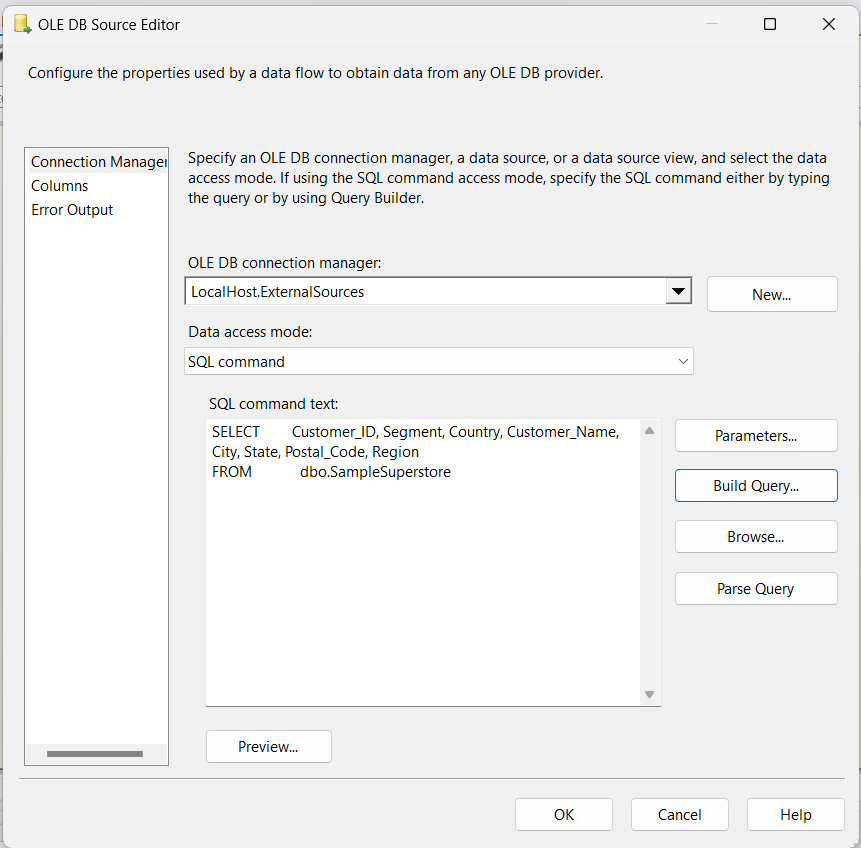 OLE DB Source Editor
Configure the properties used by a data flow to obtain data from any OLE DB provider.
Connection Manager
Columns
Error Output
Specify an OLE DB connection manager, a data source, or a data source view, and select the data
access mode. If using the SQL command access mode, specify the SQL command either by typing
the query or by using Query Builder.
OLE DB connection manager:
LocalHost.ExternalSources
New...
Data access mode:
SQL command
SQL command text:
SELECT Customer_ID, Segment, Country, Customer_Name,
City, State, Postal_Code, Region
FROM dbo.SampleSuperstore
Parameters...
Build Query...
Browse...
Parse Query
Preview...
OK
Cancel
Help